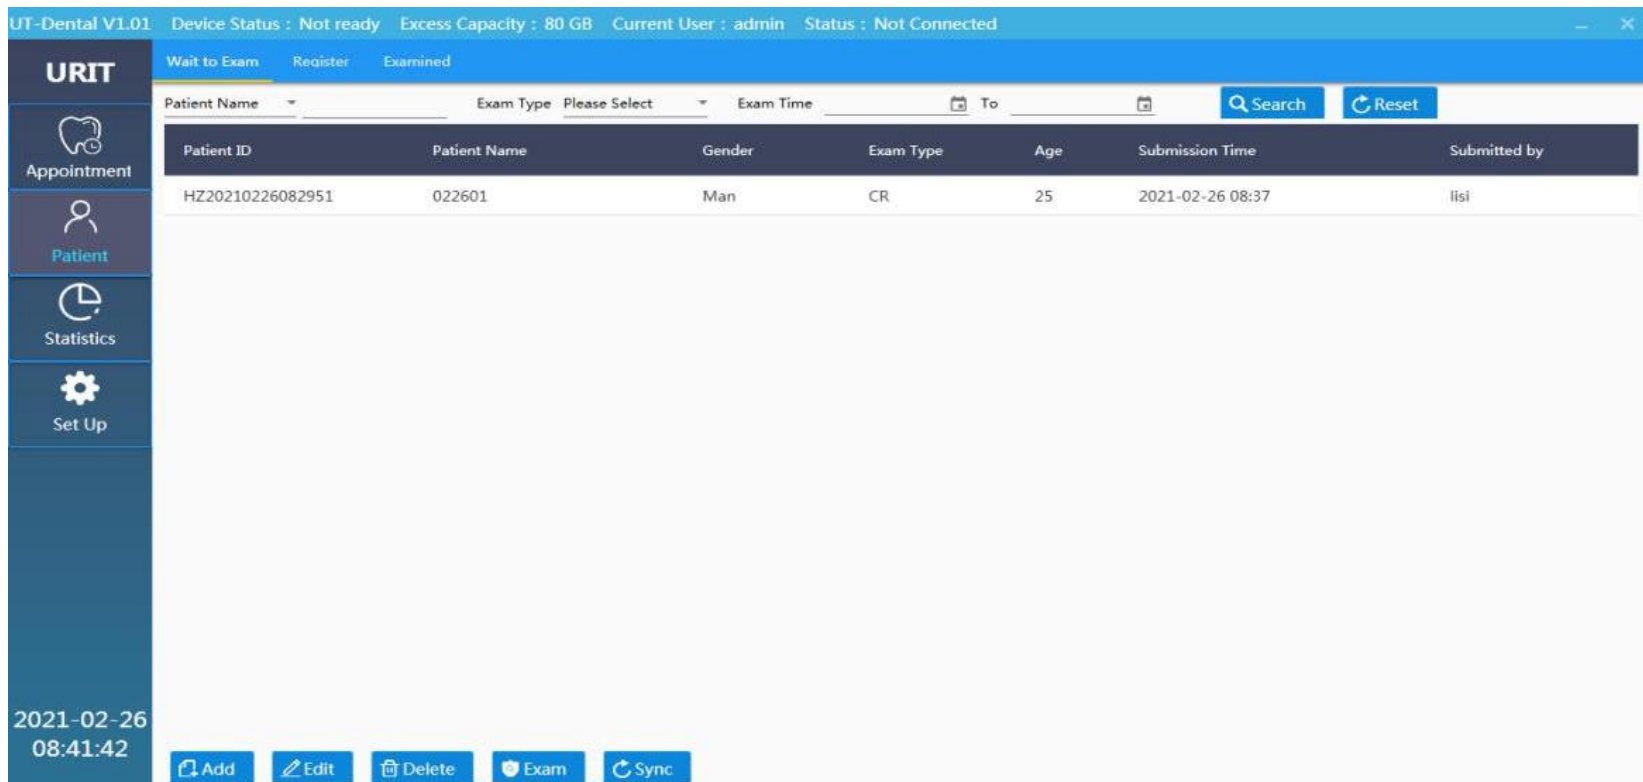 UT-Dental V1.01 Device Status : Not ready Excess Capacity : 80 GB Current User : admin Status : Not Connected
URIT
Wait to Exam Register Examined
Patient Name Exam Type Please Select Exam Time To Search Reset
Patient ID Patient Name Gender Exam Type Age Submission Time Submitted by
HZ20210226082951 022601 Man CR 25 2021-02-26 08:37 lisi
Appointment
Patient
Statistics
Set Up
2021-02-26
08:41:42
Add Edit Delete Exam Sync